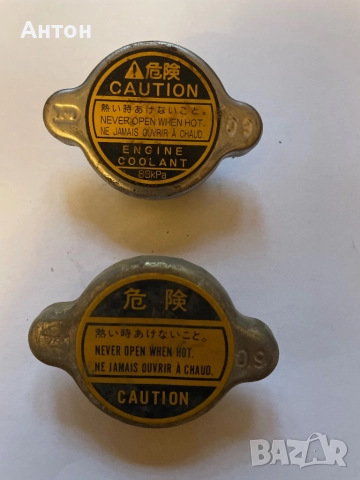 Антон
危険
CAUTION
熱い時あけないこと。
NEVER OPEN WHEN HOT.
NE JAMAIS OUVRIR À CHAUD.
ENGINE
COOLANT
88kPa
危険
熱い時あけないこと。
NEVER OPEN WHEN HOT.
NE JAMAIS OUVRIR À CHAUD.
CAUTION
BAZAR